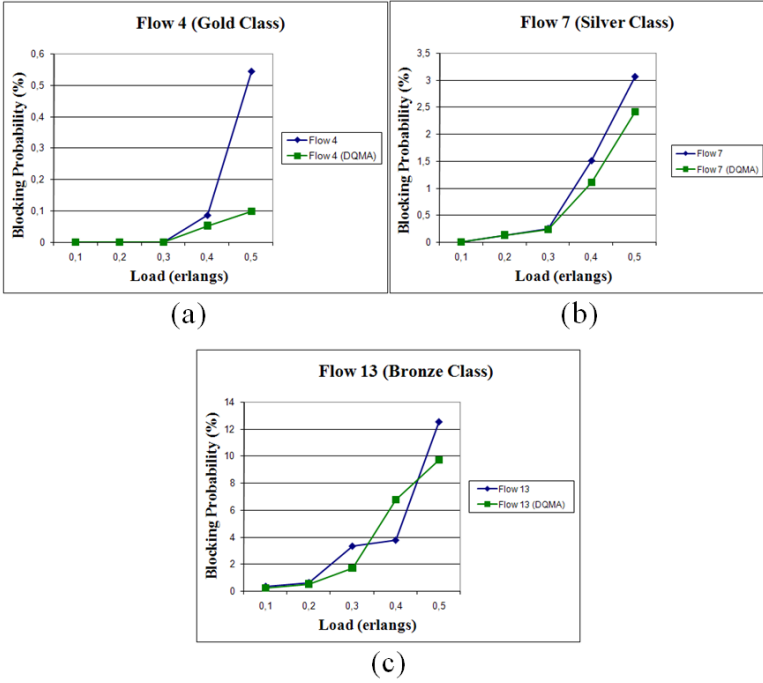 Flow 4 (Gold Class)
Blocking Probability (%)
0,6
0,5
0,4
0,3
0,2
0,1
0
0,1 0,2 0,3 0,4 0,5
Load (erlangs)
Flow 4
Flow 4 (DQMA)
(a)
Flow 7 (Silver Class)
Blocking Probability (%)
3,5
3
2,5
2
1,5
1
0,5
0
0,1 0,2 0,3 0,4 0,5
Load (erlangs)
Flow 7
Flow 7 (DQMA)
(b)
Flow 13 (Bronze Class)
Blocking Probability (%)
14
12
10
8
6
4
2
0
0,1 0,2 0,3 0,4 0,5
Load (erlangs)
Flow 13
Flow 13 (DQMA)
(c)